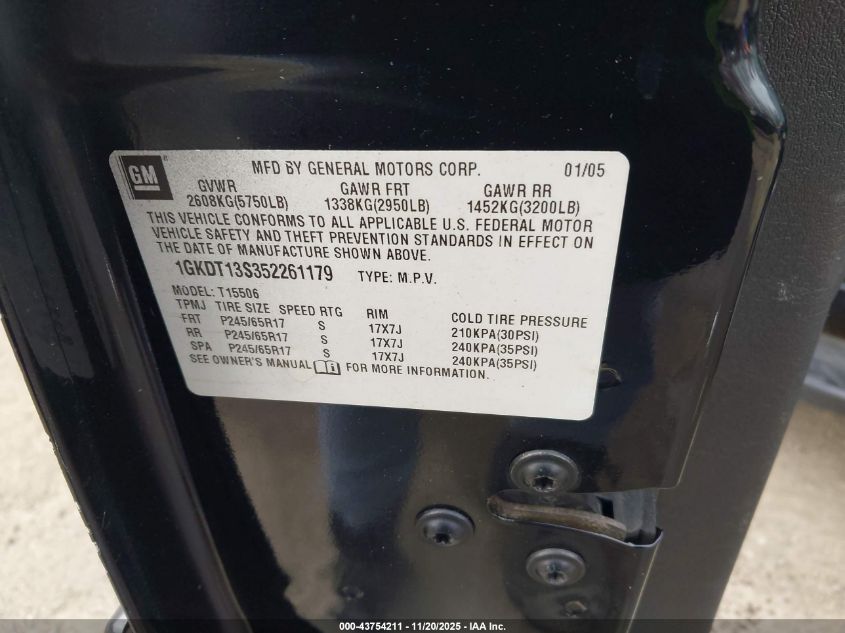 GM MFD BY GENERAL MOTORS CORP. 01/05
GVWR GAWR FRT GAWR RR
2608KG(5750LB) 1338KG(2950LB) 1452KG(3200LB)
THIS VEHICLE CONFORMS TO ALL APPLICABLE U.S. FEDERAL MOTOR
VEHICLE SAFETY AND THEFT PREVENTION STANDARDS IN EFFECT ON
THE DATE OF MANUFACTURE SHOWN ABOVE.
1GKDT13S352261179 TYPE: M.P.V.
MODEL: T15506
TPMJ TIRE SIZE SPEED RTG RIM COLD TIRE PRESSURE
FRT P245/65R17 S 17X7J 210KPA(30PSI)
RR P245/65R17 S 17X7J 240KPA(35PSI)
SPA P245/65R17 S 17X7J 240KPA(35PSI)
SEE OWNER'S MANUAL FOR MORE INFORMATION.
000-43754211 - 11/20/2025 - IAA Inc.